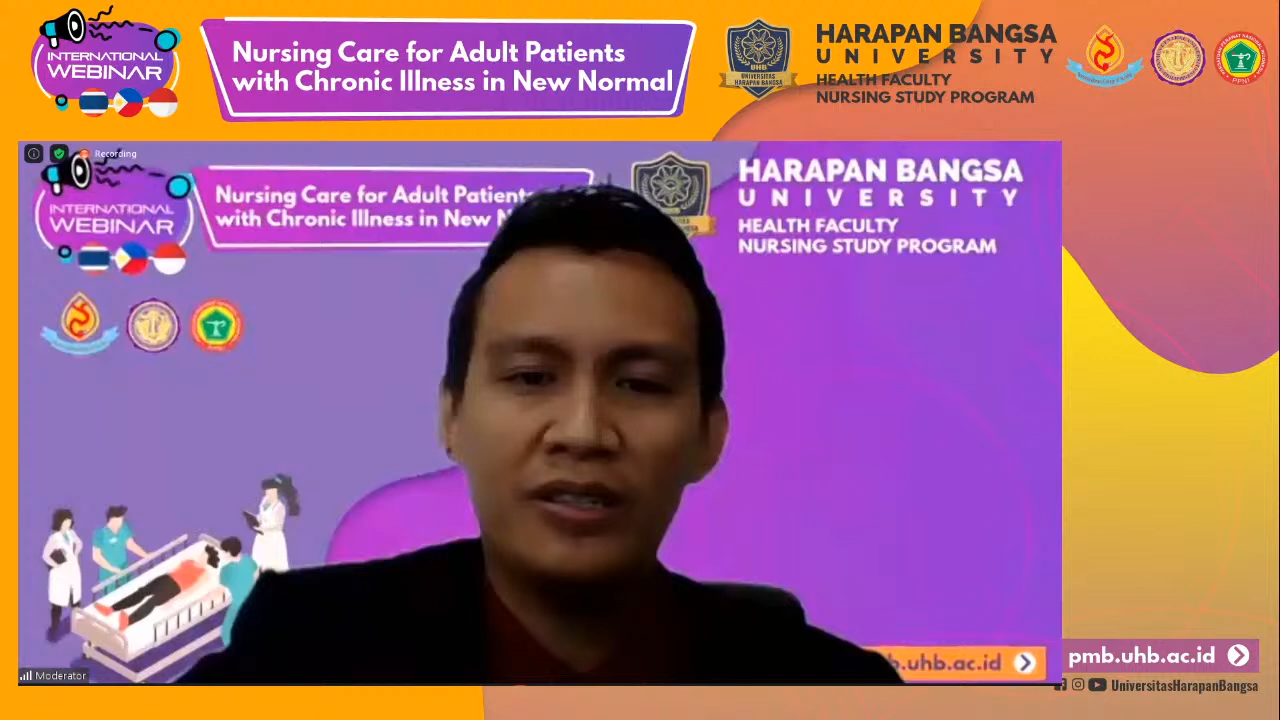 INTERNATIONAL
WEBINAR
Nursing Care for Adult Patients
with Chronic Illness in New Normal
UHB
UNIVERSITAS
HARAPAN BANGSA
HARAPAN BANGSA
UNIVERSITY
HEALTH FACULTY
NURSING STUDY PROGRAM
PPNI
Recording
INTERNATIONAL
WEBINAR
Nursing Care for Adult Patients
with Chronic Illness in New
HARAPAN BANGSA
UNIVERSITY
HEALTH FACULTY
NURSING STUDY PROGRAM
Moderator
b.uhb.ac.id
pmb.uhb.ac.id
UniversitasHarapanBangsa